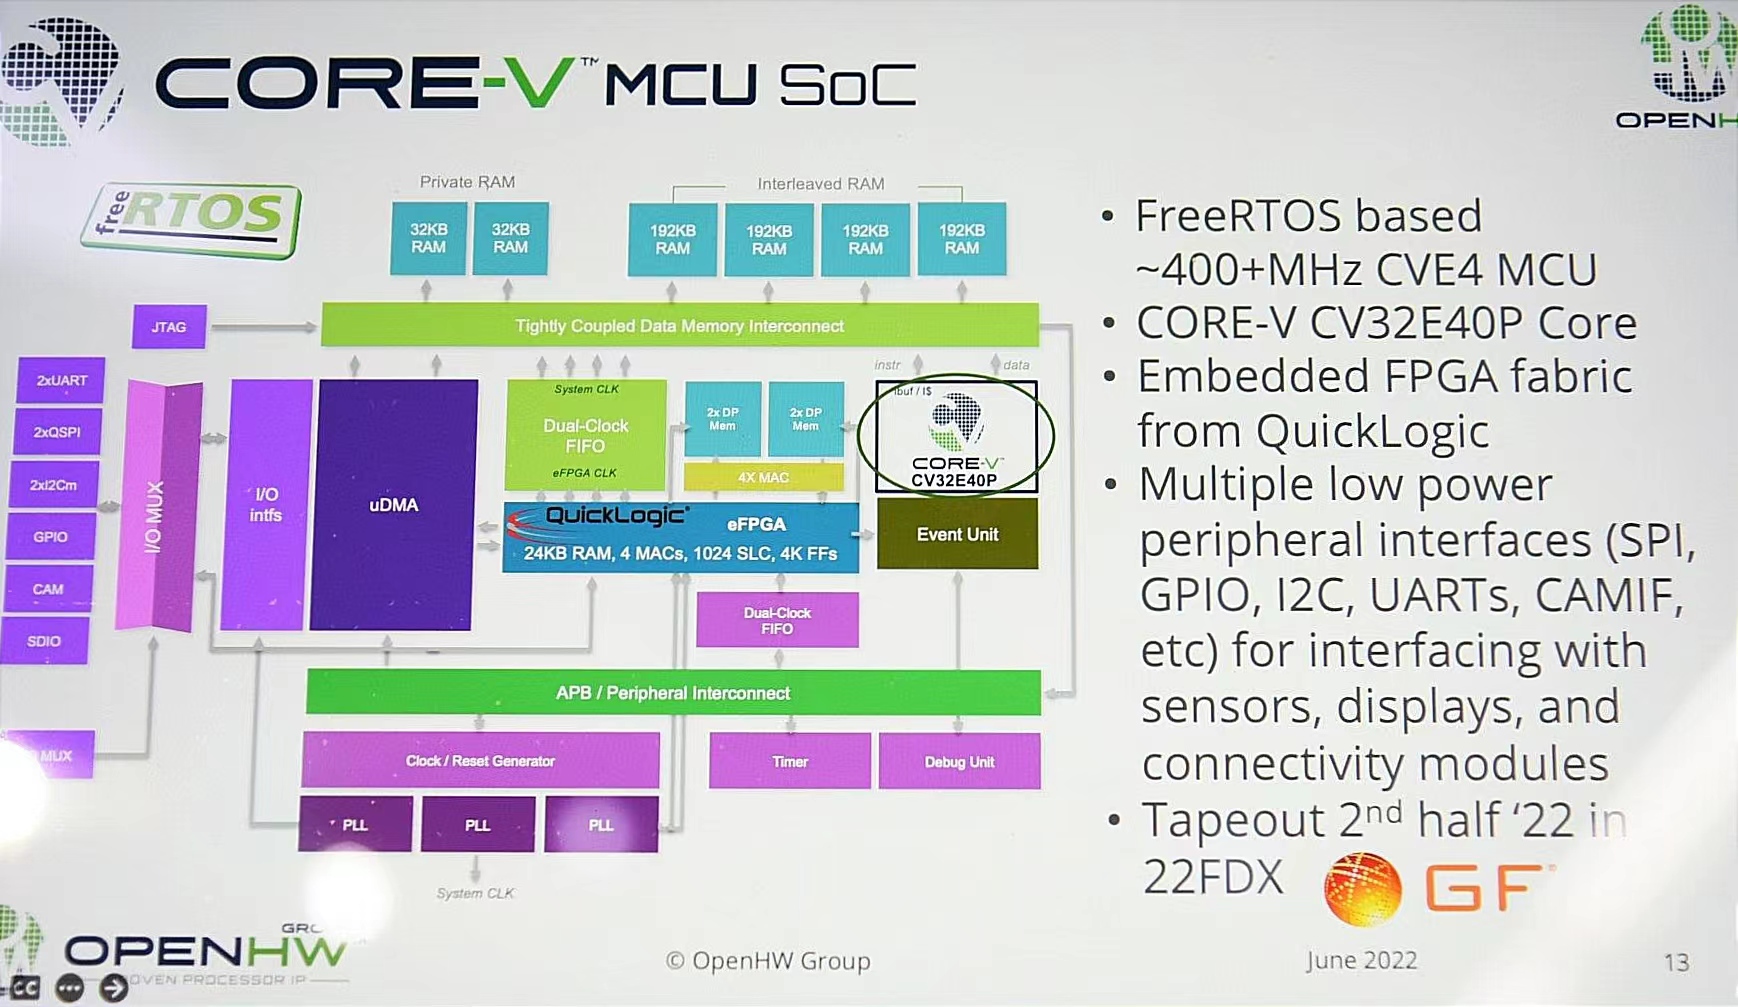 CORE-V™ MCU SoC
OPENH
freeRTOS
Private RAM
Interleaved RAM
32KB RAM
32KB RAM
192KB RAM
192KB RAM
192KB RAM
192KB RAM
JTAG
Tightly Coupled Data Memory Interconnect
2xUART
2xQSPI
2xI2Cm
GPIO
CAM
SDIO
MUX
I/O MUX
I/O intfs
uDMA
System CLK
Dual-Clock FIFO
eFPGA CLK
2x DP Mem
2x DP Mem
4X MAC
instr
data
ibuf / I$
CORE-V™
CV32E40P
QuickLogic®
eFPGA
24KB RAM, 4 MACs, 1024 SLC, 4K FFs
Event Unit
Dual-Clock FIFO
APB / Peripheral Interconnect
Clock / Reset Generator
Timer
Debug Unit
PLL
PLL
PLL
System CLK
• FreeRTOS based
~400+MHz CVE4 MCU
• CORE-V CV32E40P Core
• Embedded FPGA fabric
from QuickLogic
• Multiple low power
peripheral interfaces (SPI,
GPIO, I2C, UARTs, CAMIF,
etc) for interfacing with
sensors, displays, and
connectivity modules
• Tapeout 2nd half ‘22 in
22FDX
GF®
OPENHW
PROCESSOR IP
© OpenHW Group
June 2022
13
CC